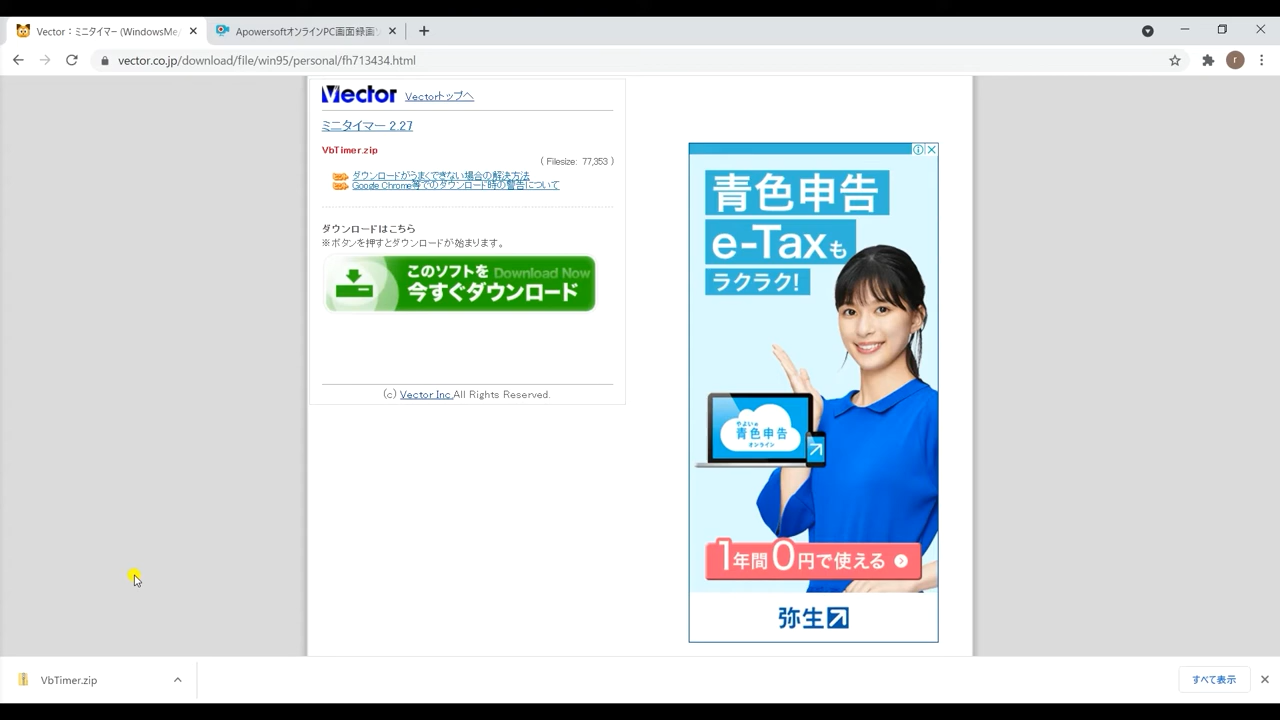 Vector：ミニタイマー (WindowsMe/
Apowersoftオンライン PC画面録画
vector.co.jp/download/file/win95/personal/fh713434.html
r
Vector Vectorトップへ
ミニタイマー 2.27
VbTimer.zip
( Filesize: 77,353 )
ダウンロードがうまくできない場合の解決方法
Google Chrome等でのダウンロード時の警告について
ダウンロードはこちら
※ボタンを押すとダウンロードが始まります。
このソフトを Download Now
今すぐダウンロード
(c) Vector Inc.All Rights Reserved.
青色申告
e-Taxも
ラクラク!
やよいの
青色申告
オンライン
1年間0円で使える
弥生
VbTimer.zip
すべて表示